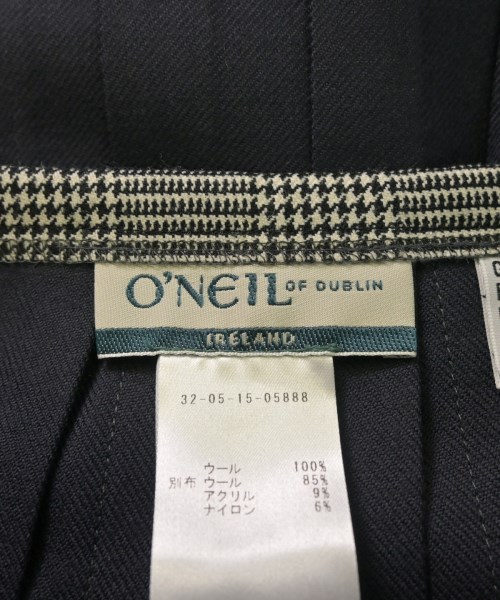 O'NEIL OF DUBLIN
IRELAND
32-05-15-05888
ウール 100%
別布 ウール 85%
アクリル 9%
ナイロン 6%